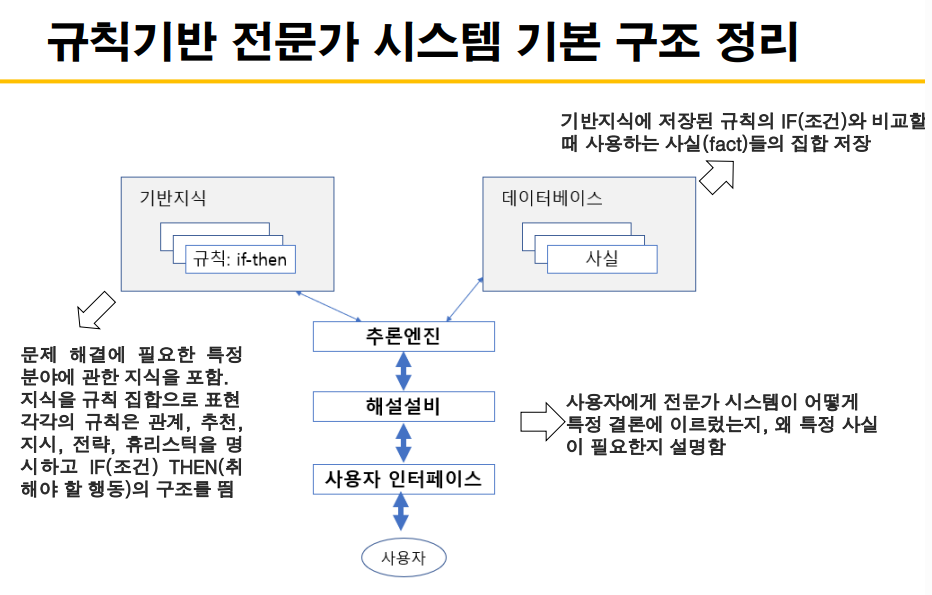 규칙기반 전문가 시스템 기본 구조 정리
기반지식에 저장된 규칙의 IF(조건)와 비교할
때 사용하는 사실(fact)들의 집합 저장
기반지식
규칙: if-then
데이터베이스
사실
추론엔진
문제 해결에 필요한 특정
분야에 관한 지식을 포함.
지식을 규칙 집합으로 표현
각각의 규칙은 관계, 추천,
지시, 전략, 휴리스틱을 명
시하고 IF(조건) THEN(취
해야 할 행동)의 구조를 띔
해설설비
사용자에게 전문가 시스템이 어떻게
특정 결론에 이르렀는지, 왜 특정 사실
이 필요한지 설명함
사용자 인터페이스
사용자